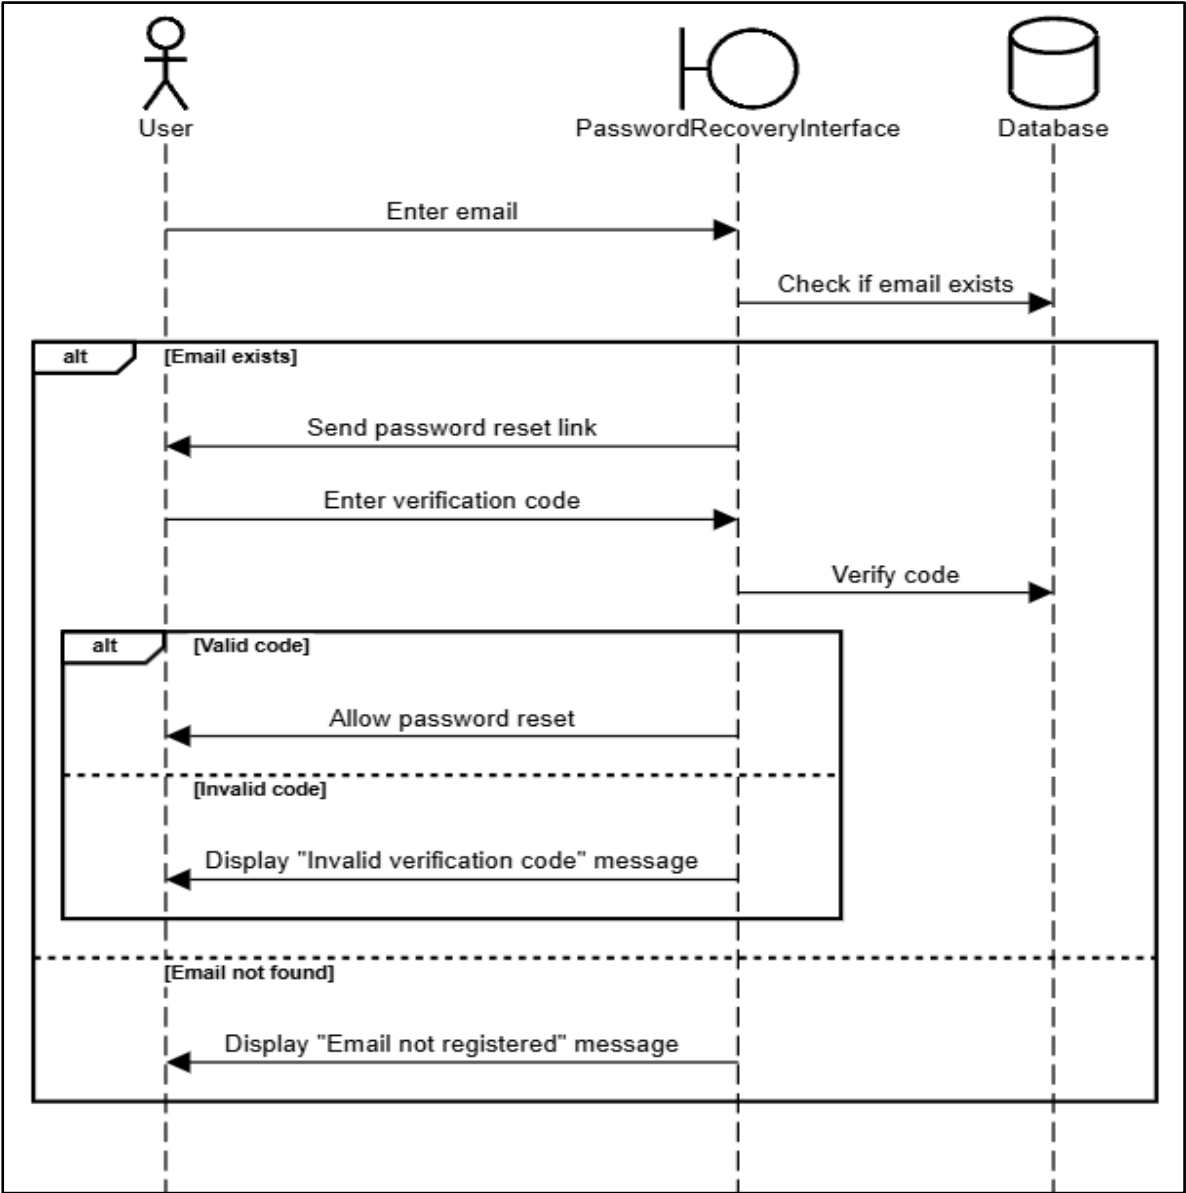 User
PasswordRecoveryInterface
Database
Enter email
Check if email exists
alt
[Email exists]
Send password reset link
Enter verification code
Verify code
alt
[Valid code]
Allow password reset
[Invalid code]
Display "Invalid verification code" message
[Email not found]
Display "Email not registered" message